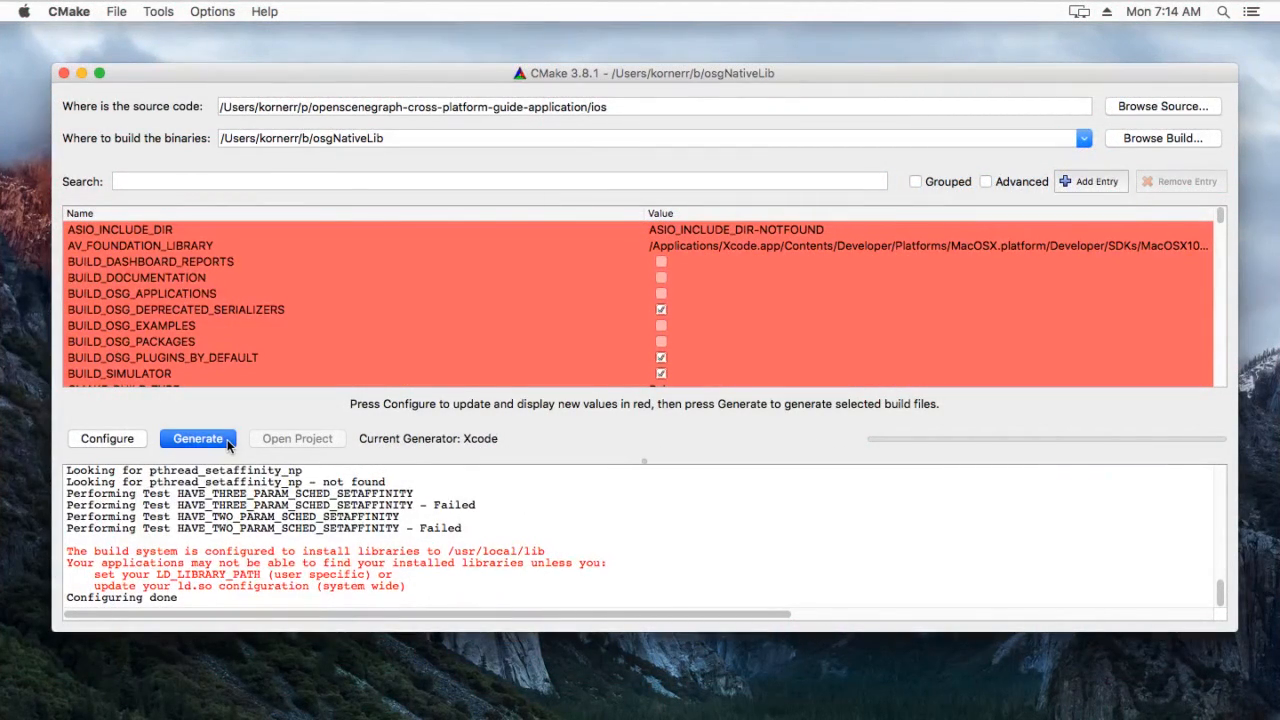 CMake File Tools Options Help Mon 7:14 AM
CMake 3.8.1 - /Users/kornerr/b/osgNativeLib
Where is the source code: /Users/kornerr/p/openscenegraph-cross-platform-guide-application/ios Browse Source...
Where to build the binaries: /Users/kornerr/b/osgNativeLib Browse Build...
Search: Grouped Advanced Add Entry Remove Entry
Name Value
ASIO_INCLUDE_DIR ASIO_INCLUDE_DIR-NOTFOUND
AV_FOUNDATION_LIBRARY /Applications/Xcode.app/Contents/Developer/Platforms/MacOSX.platform/Developer/SDKs/MacOSX10...
BUILD_DASHBOARD_REPORTS
BUILD_DOCUMENTATION
BUILD_OSG_APPLICATIONS
BUILD_OSG_DEPRECATED_SERIALIZERS
BUILD_OSG_EXAMPLES
BUILD_OSG_PACKAGES
BUILD_OSG_PLUGINS_BY_DEFAULT
BUILD_SIMULATOR
Press Configure to update and display new values in red, then press Generate to generate selected build files.
Configure Generate Open Project Current Generator: Xcode
Looking for pthread_setaffinity_np
Looking for pthread_setaffinity_np - not found
Performing Test HAVE_THREE_PARAM_SCHED_SETAFFINITY
Performing Test HAVE_THREE_PARAM_SCHED_SETAFFINITY - Failed
Performing Test HAVE_TWO_PARAM_SCHED_SETAFFINITY
Performing Test HAVE_TWO_PARAM_SCHED_SETAFFINITY - Failed
The build system is configured to install libraries to /usr/local/lib
Your applications may not be able to find your installed libraries unless you:
set your LD_LIBRARY_PATH (user specific) or
update your ld.so configuration (system wide)
Configuring done